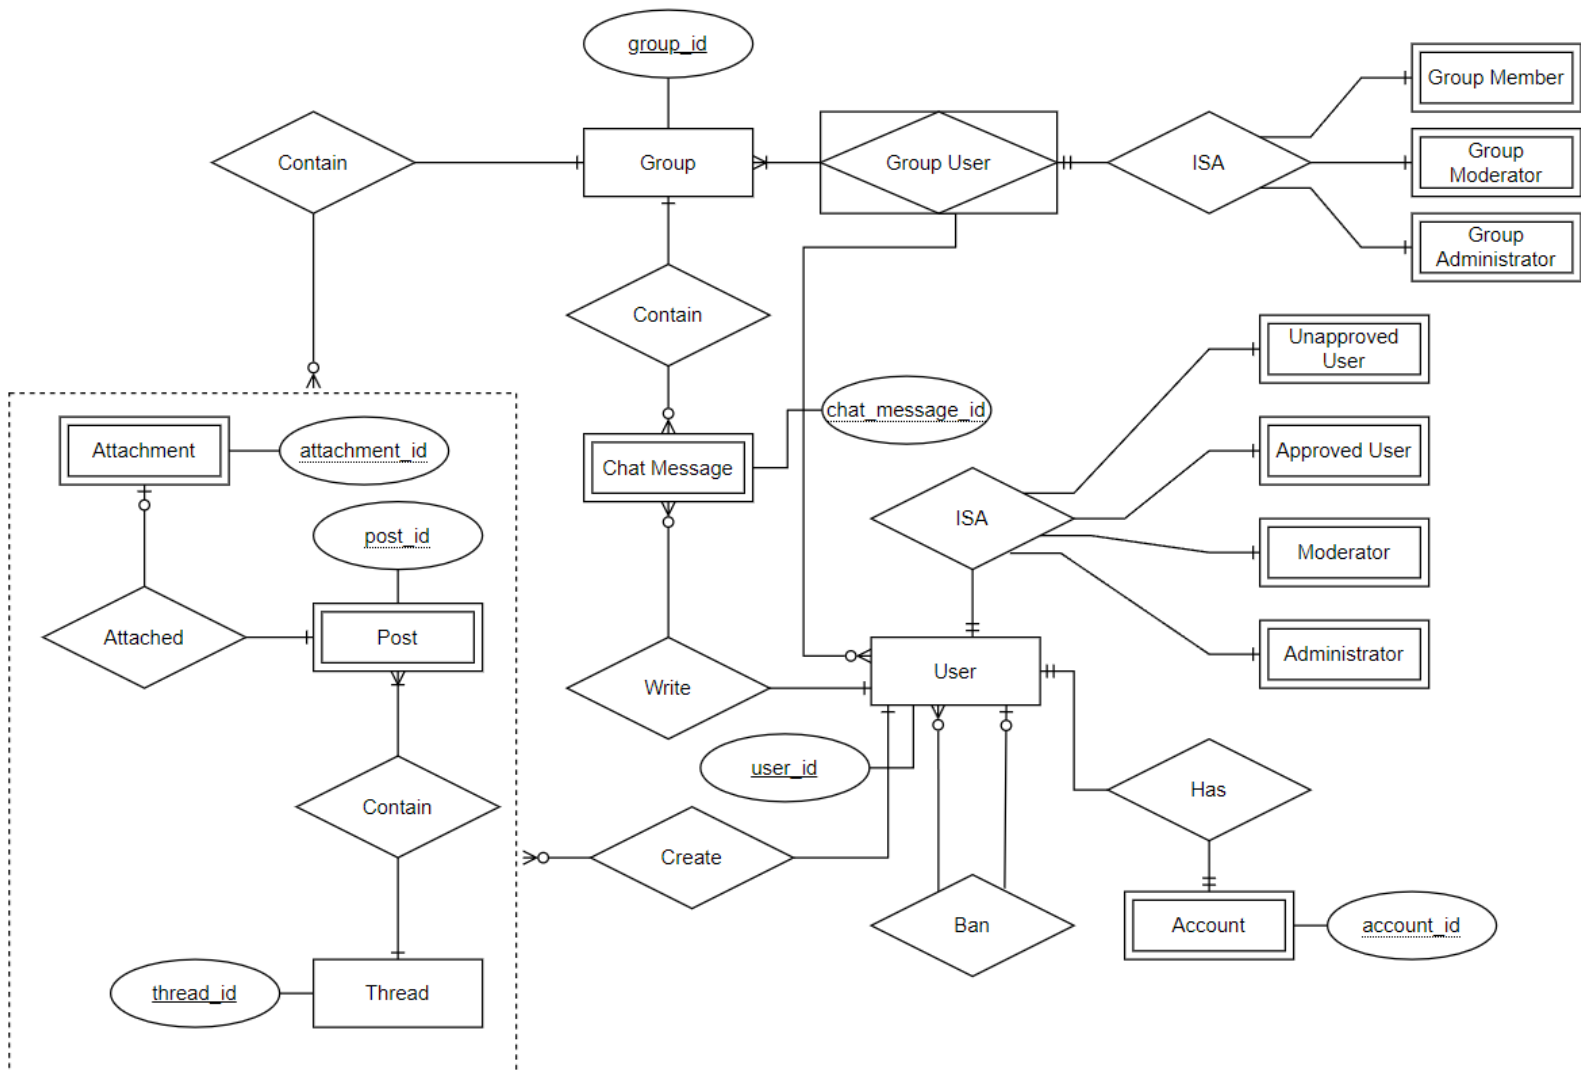 group_id
Group Member
Contain
Group
Group User
ISA
Group
Moderator
Group
Administrator
Contain
Unapproved
User
chat_message_id
Attachment
attachment_id
Chat Message
Approved User
ISA
post_id
Moderator
Attached
Post
Write
User
Administrator
user_id
Has
Contain
Create
Ban
Account
account_id
thread_id
Thread